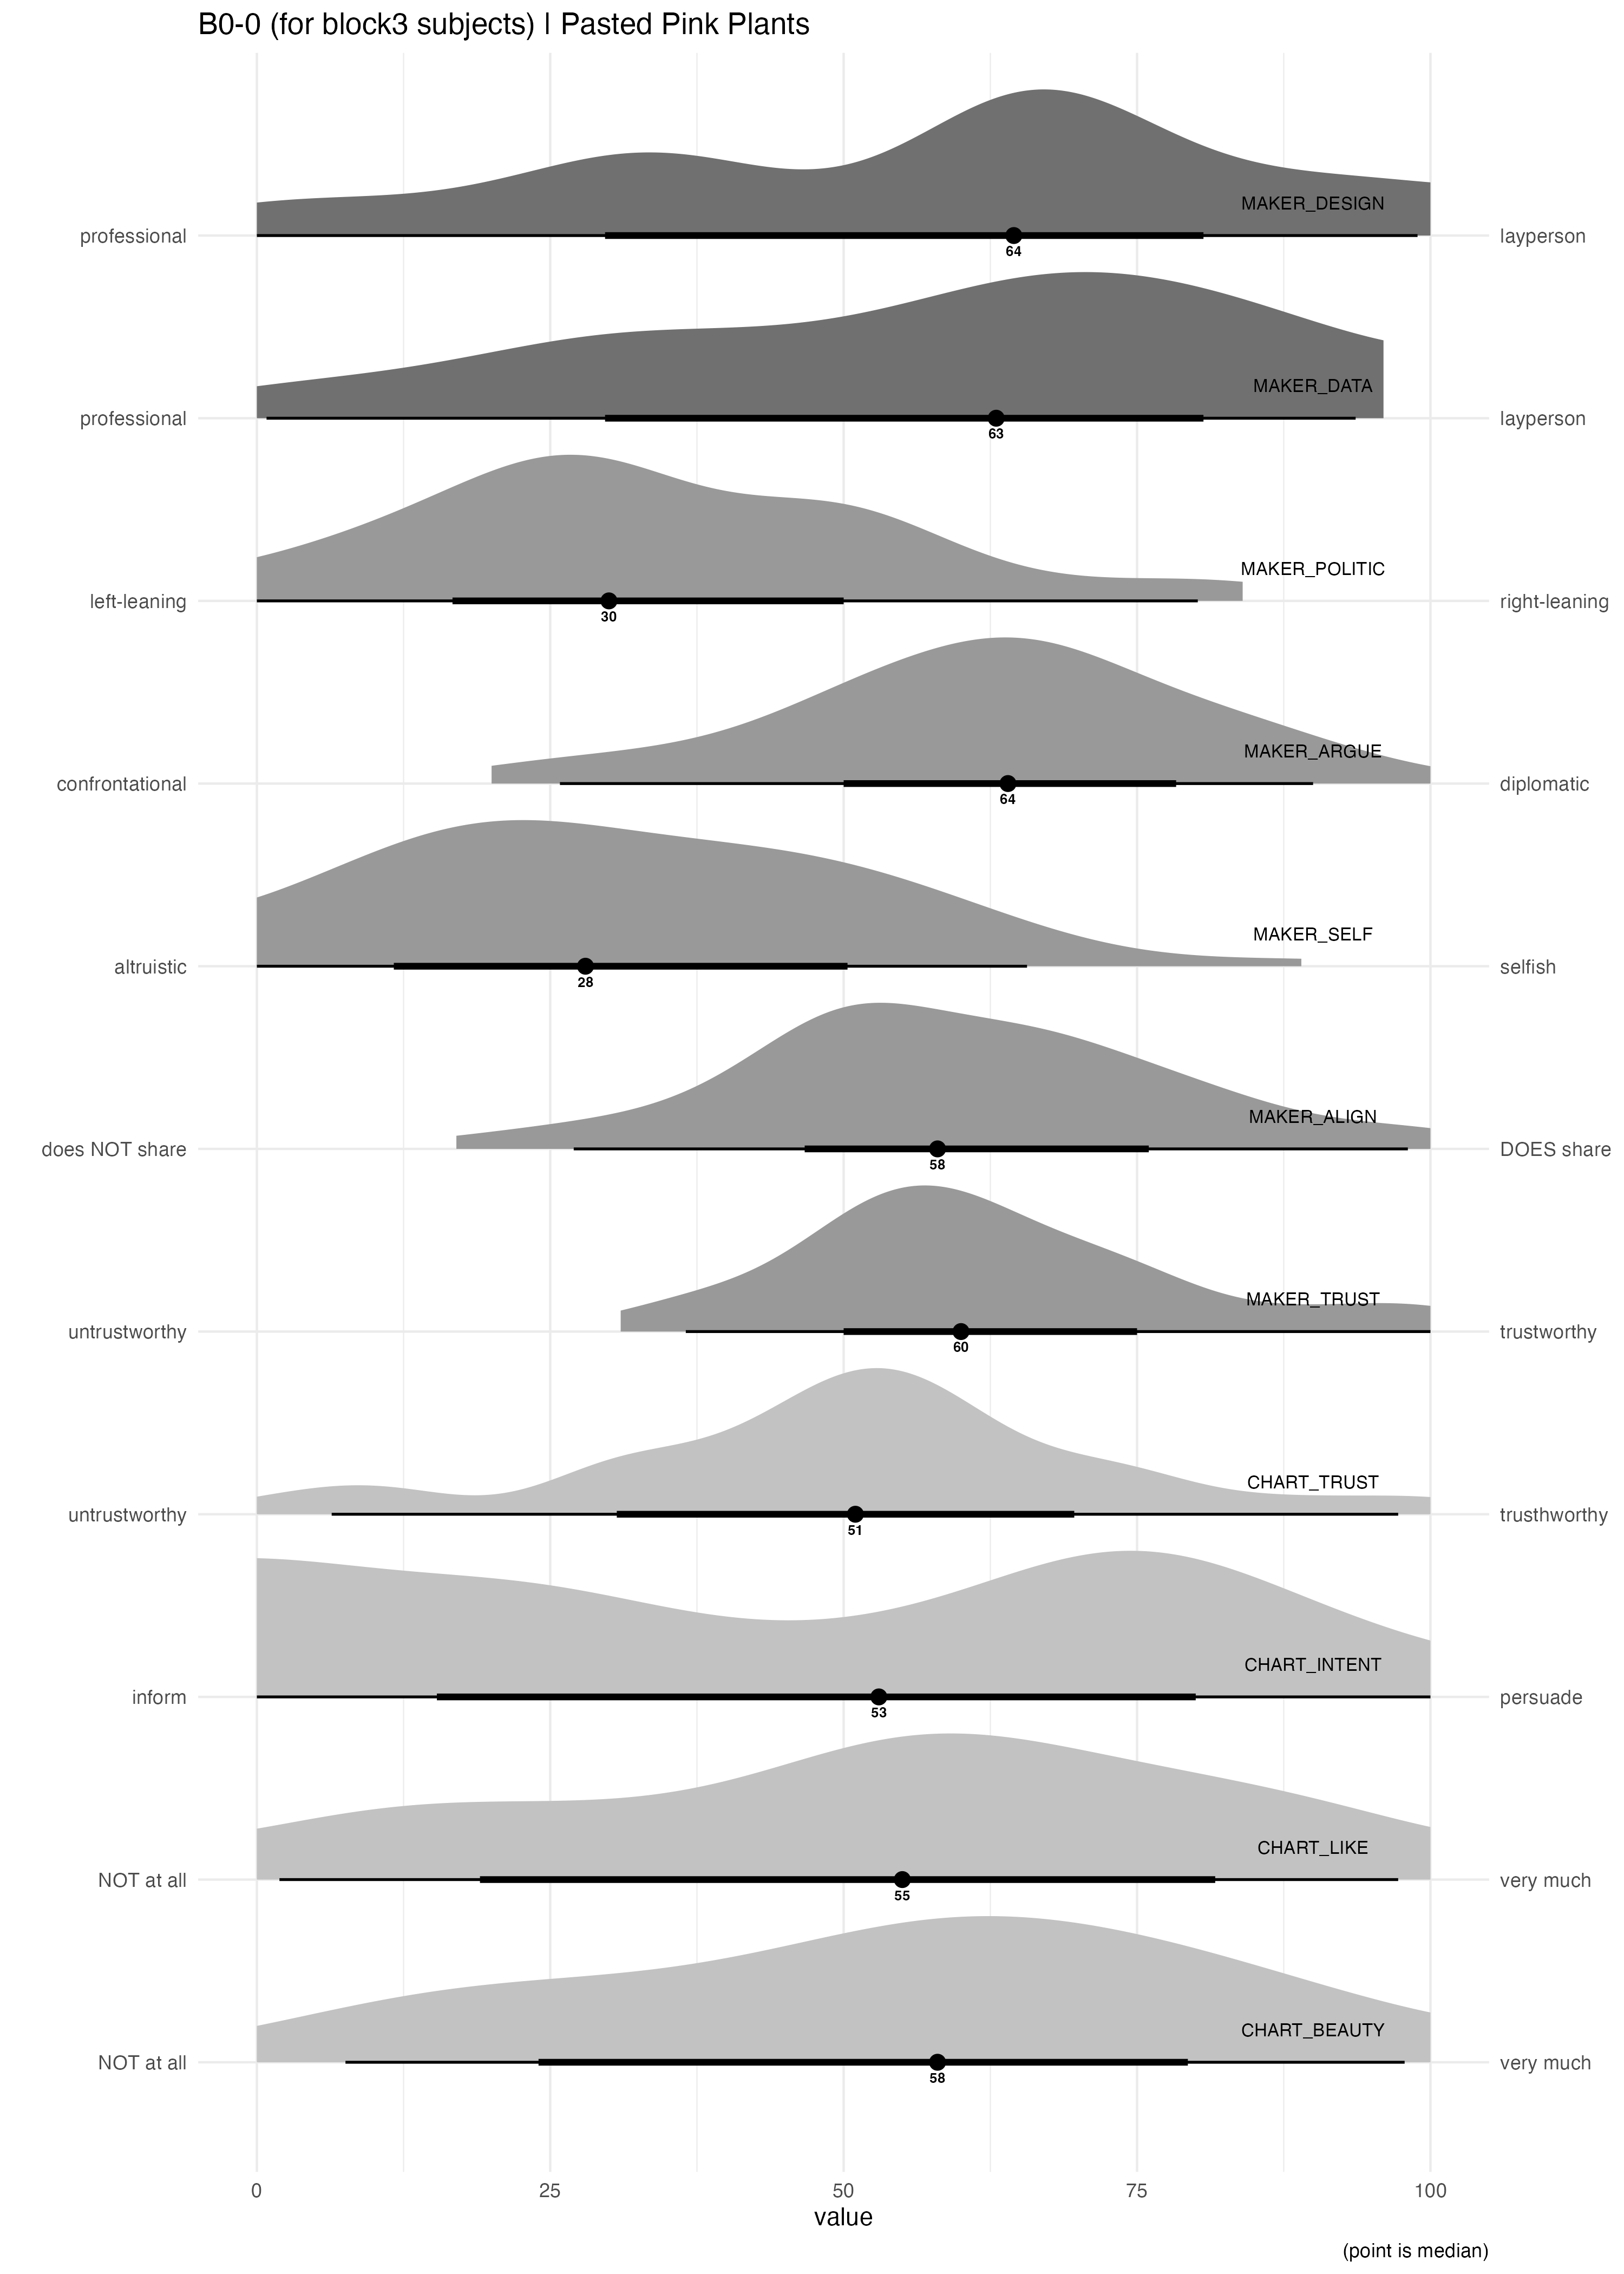 B0-0 (for block3 subjects) | Pasted Pink Plants
MAKER_DESIGN
professional
layperson
64
MAKER_DATA
professional
layperson
63
MAKER_POLITIC
left-leaning
right-leaning
30
MAKER_ARGUE
confrontational
diplomatic
64
MAKER_SELF
altruistic
selfish
28
MAKER_ALIGN
does NOT share
DOES share
58
MAKER_TRUST
untrustworthy
trustworthy
60
CHART_TRUST
untrustworthy
trusthworthy
51
CHART_INTENT
inform
persuade
53
CHART_LIKE
NOT at all
very much
55
CHART_BEAUTY
NOT at all
very much
58
0 25 50 75 100
value
(point is median)